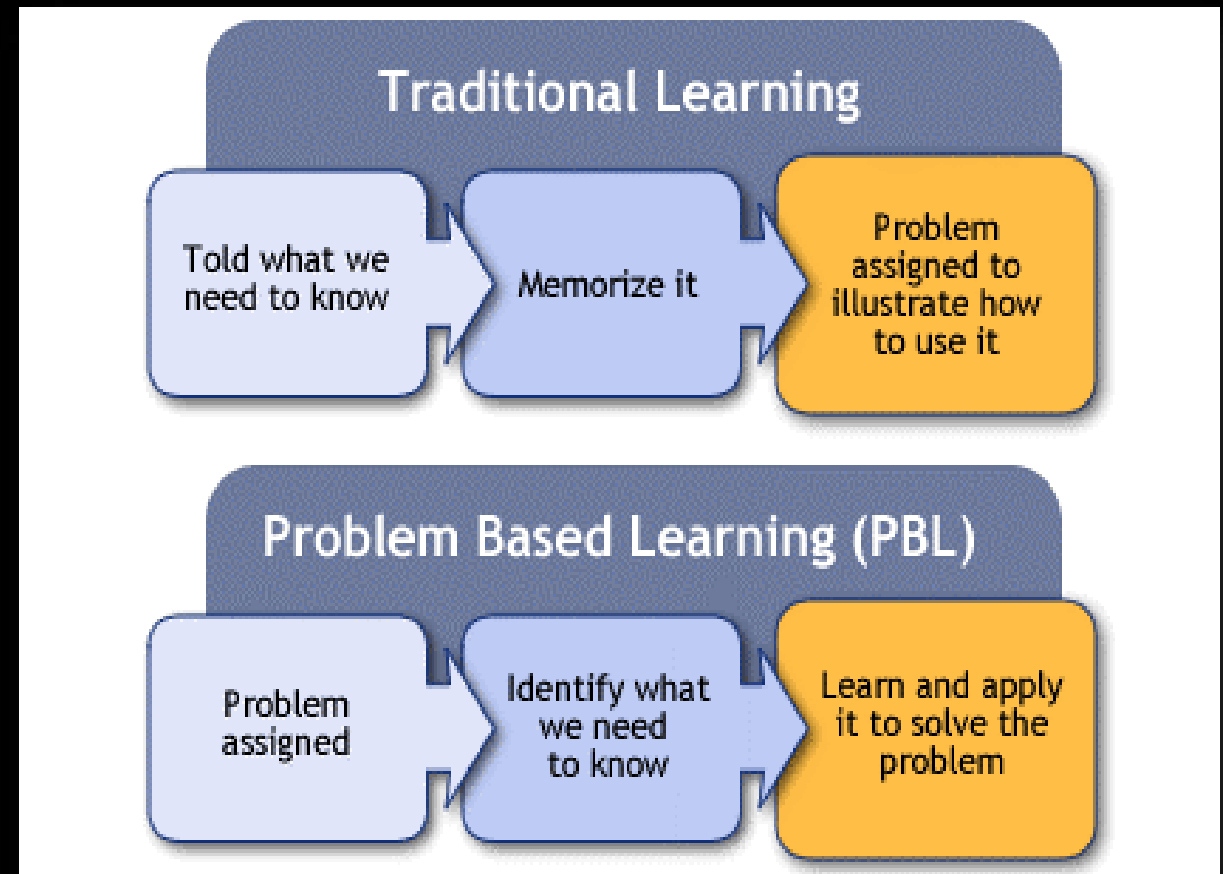 Traditional Learning
Told what we
need to know
Memorize it
Problem
assigned to
illustrate how
to use it
Problem Based Learning (PBL)
Problem
assigned
Identify what
we need
to know
Learn and apply
it to solve the
problem